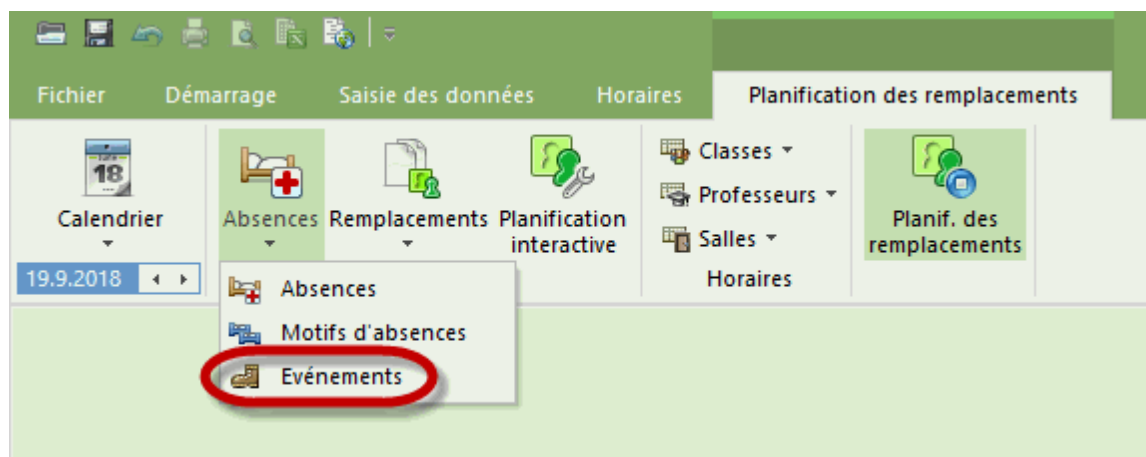 Fichier Démarrage Saisie des données Horaires Planification des remplacements
18
Calendrier
19.9.2018
Absences
Remplacements
Planification
interactive
Classes
Professeurs
Salles
Horaires
Planif. des
remplacements
Absences
Motifs d'absences
Evénements